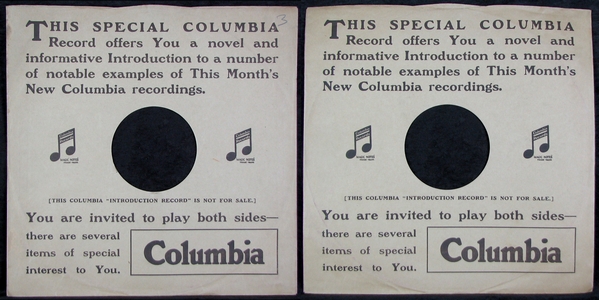 THIS SPECIAL COLUMBIA
3
Record offers You a novel and
informative Introduction to a number
of notable examples of This Month's
New Columbia recordings.
[THIS COLUMBIA "INTRODUCTION RECORD" IS NOT FOR SALE.]
You are invited to play both sides—
there are several
items of special
interest to You.
Columbia
THIS SPECIAL COLUMBIA
Record offers You a novel and
informative Introduction to a number
of notable examples of This Month's
New Columbia recordings.
[THIS COLUMBIA "INTRODUCTION RECORD" IS NOT FOR SALE.]
You are invited to play both sides—
there are several
items of special
interest to You.
Columbia